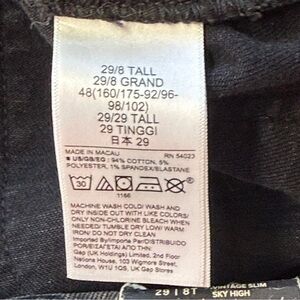 29/8 TALL
29/8 GRAND
48(160/175-92/96-
98/102)
29/29 TALL
29 TINGGI
日本 29
MADE IN MACAU
RN 54023
■ US/GB/EG : 94% COTTON, 5%
POLYESTER, 1% SPANDEX/ELASTANE
30
1166
MACHINE WASH COLD/ WASH AND
DRY INSIDE OUT WITH LIKE COLORS/
ONLY NON-CHLORINE BLEACH WHEN
NEEDED/ TUMBLE DRY LOW/ WARM
IRON/ DO NOT DRY CLEAN
Imported By/Importe Par/DISTRIBUIDO
POR/
UK Gap Ltd, 2nd Floor
House, 103 Wigmore Street,
London, W1U 1QS, UK Gap Stores
VINTAGE SLIM
29 | 8T SKY HIGH